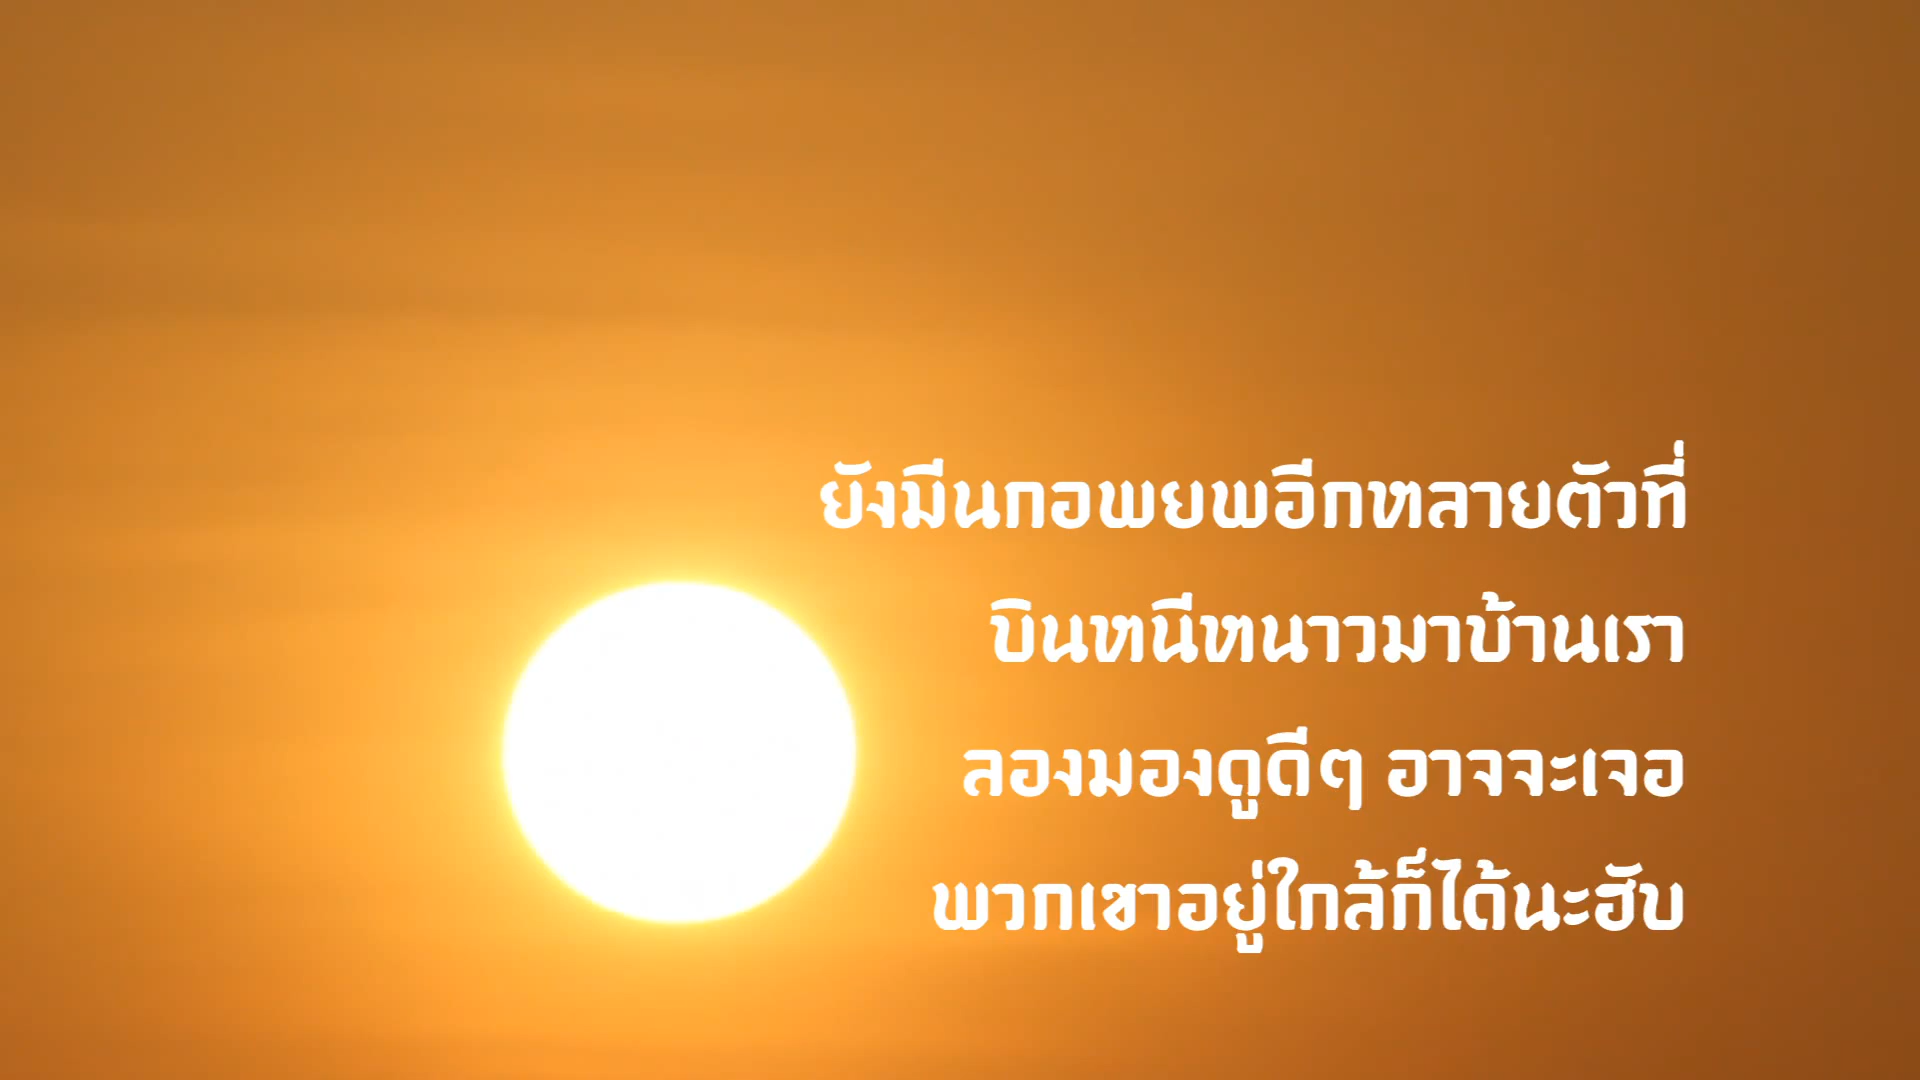 ยังมีนกอพยพอีกหลายตัวที่
บินหนีหนาวมาบ้านเรา
ลองมองดูดีๆ อาจจะเจอ
พวกเขาอยู่ใกล้ก็ได้นะฮับ